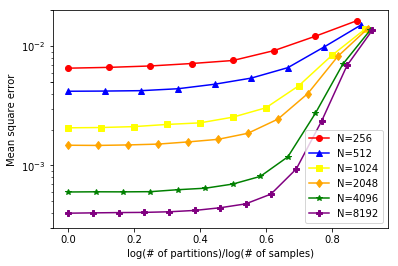 Mean square error
10⁻²
10⁻³
N=256
N=512
N=1024
N=2048
N=4096
N=8192
0.0 0.2 0.4 0.6 0.8
log(# of partitions)/log(# of samples)